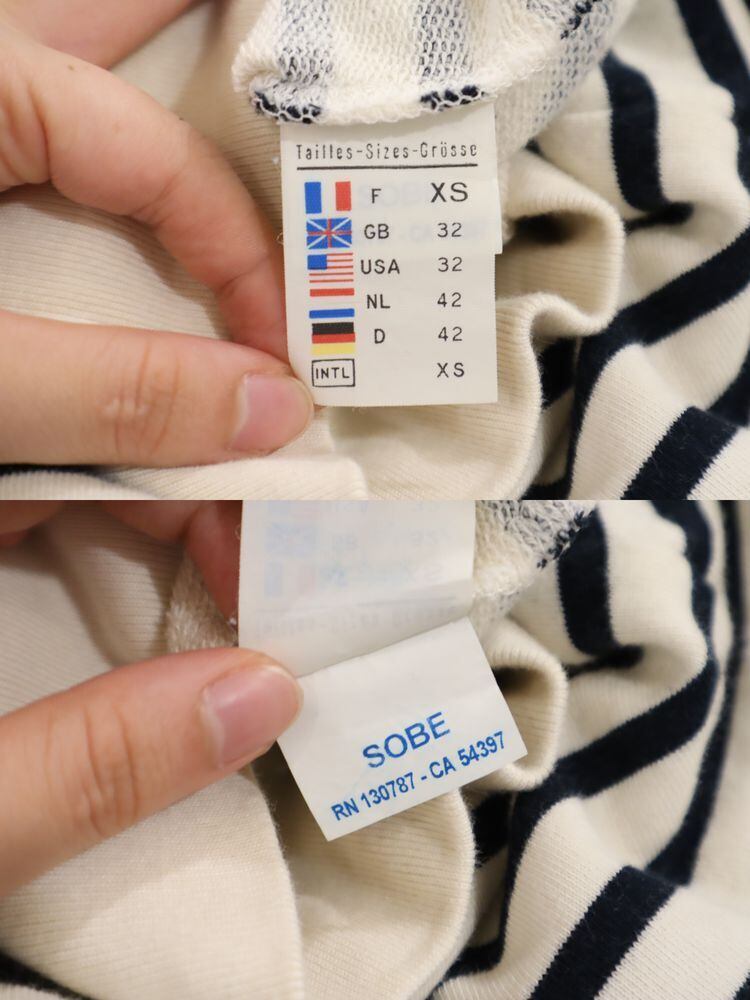 Tailles-Sizes-Grösse
F XS
GB 32
USA 32
NL 42
D 42
INTL XS
SOBE
RN 130787 - CA 54397